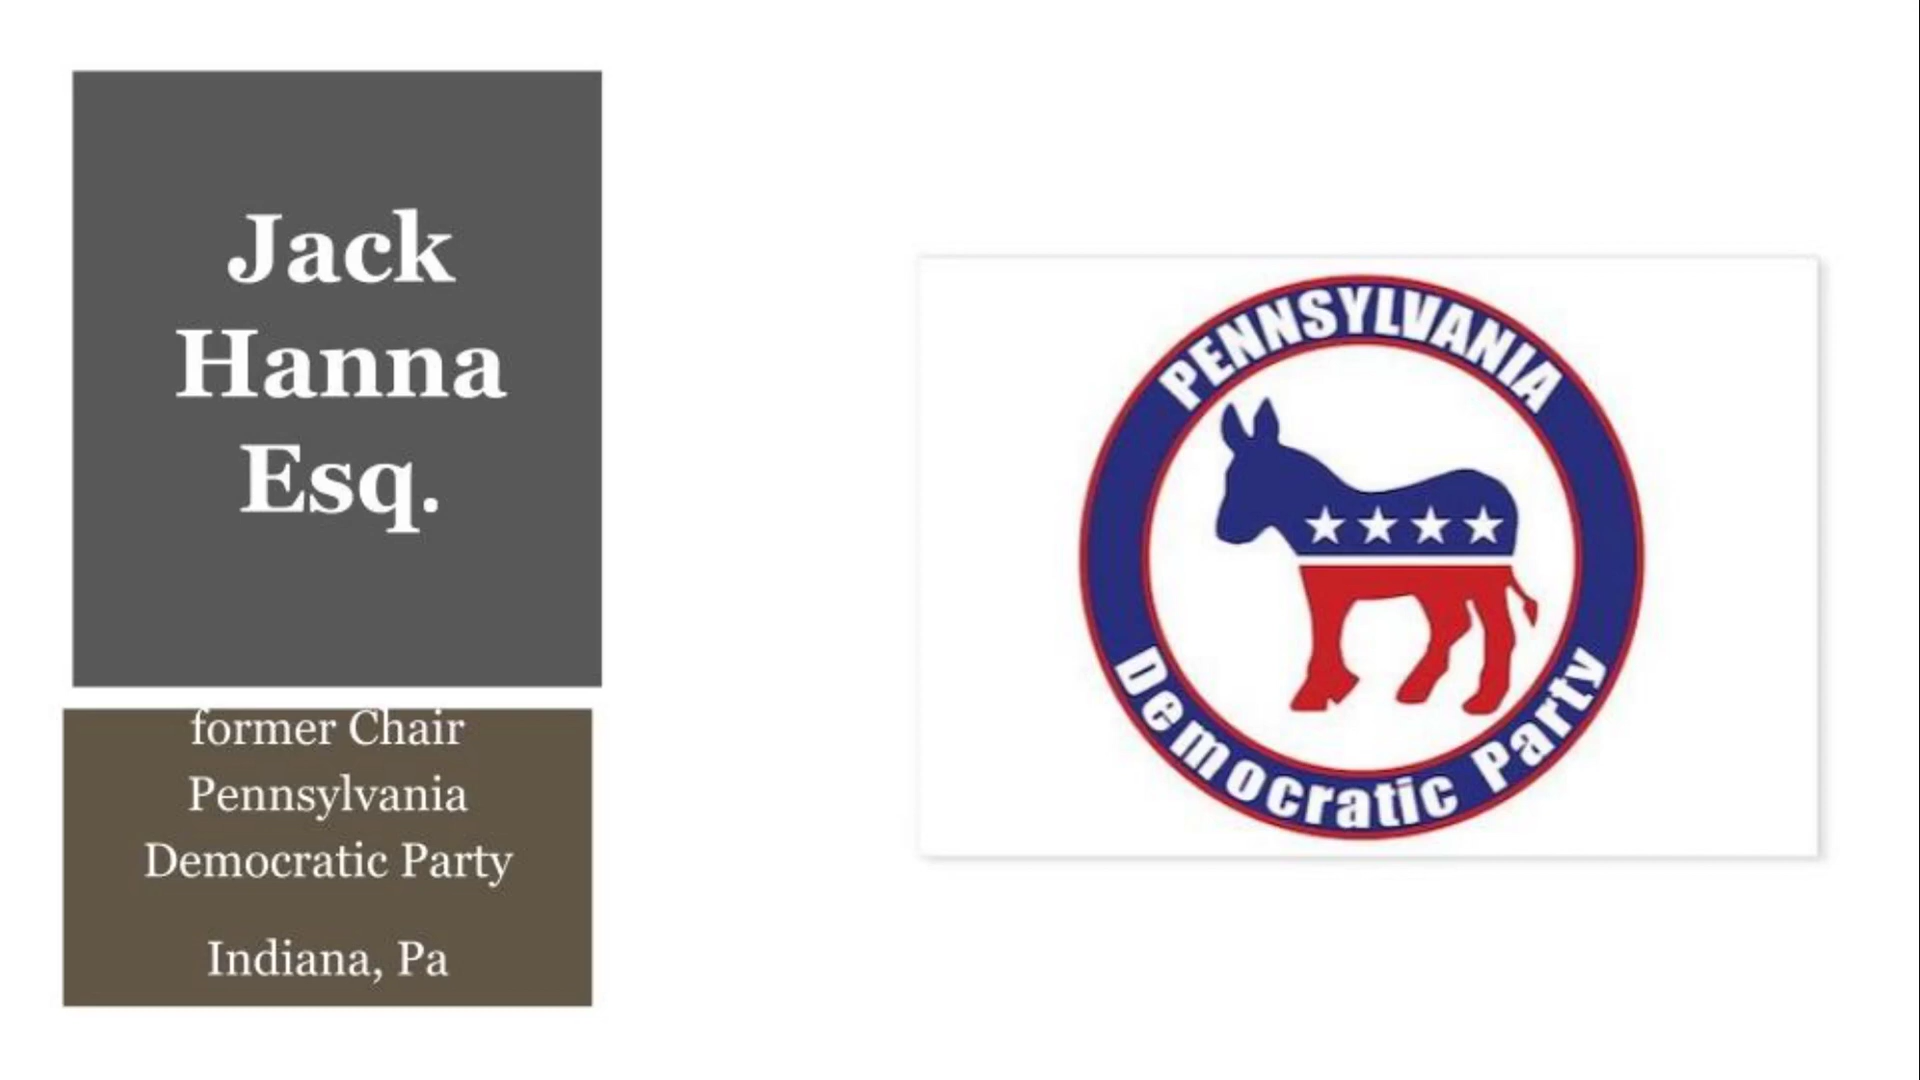 Jack
Hanna
Esq.
former Chair
Pennsylvania
Democratic Party
Indiana, Pa
PENNSYLVANIA
Democratic Party